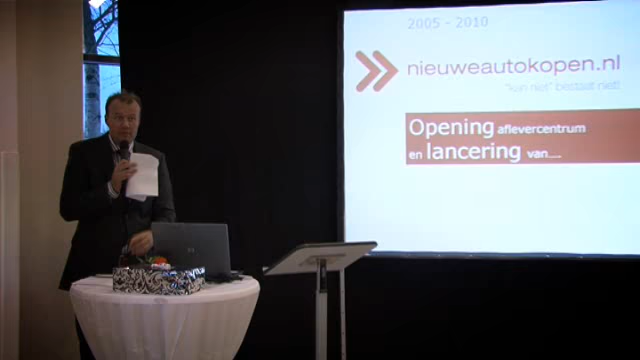 2005 - 2010
nieuweautokopen.nl
"kan niet" bestaat niet!
Opening aflevercentrum
en lancering van....